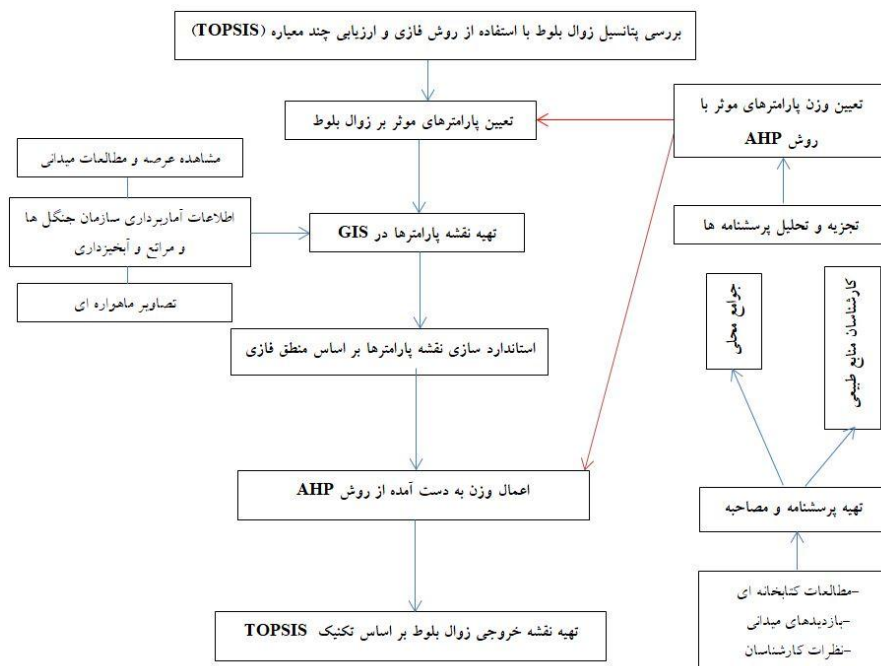 بررسی پتانسیل زوال بلوط با استفاده از روش فازی و ارزیابی چند معیاره (TOPSIS)
تعیین پارامترهای موثر بر زوال بلوط
تعیین وزن پارامترهای موثر با
روش AHP
مشاهده عرصه و مطالعات میدانی
اطلاعات آماربرداری سازمان جنگل ها
و مراتع و آبخیزداری
تصاویر ماهواره ای
تهیه نقشه پارامترها در GIS
تجزیه و تحلیل پرسشنامه ها
جوامع محلی
کارشناسان منابع طبیعی
استاندارد سازی نقشه پارامترها بر اساس منطق فازی
اعمال وزن به دست آمده از روش AHP
تهیه پرسشنامه و مصاحبه
تهیه نقشه خروجی زوال بلوط بر اساس تکنیک TOPSIS
-مطالعات کتابخانه ای
-بازدیدهای میدانی
-نظرات کارشناسان